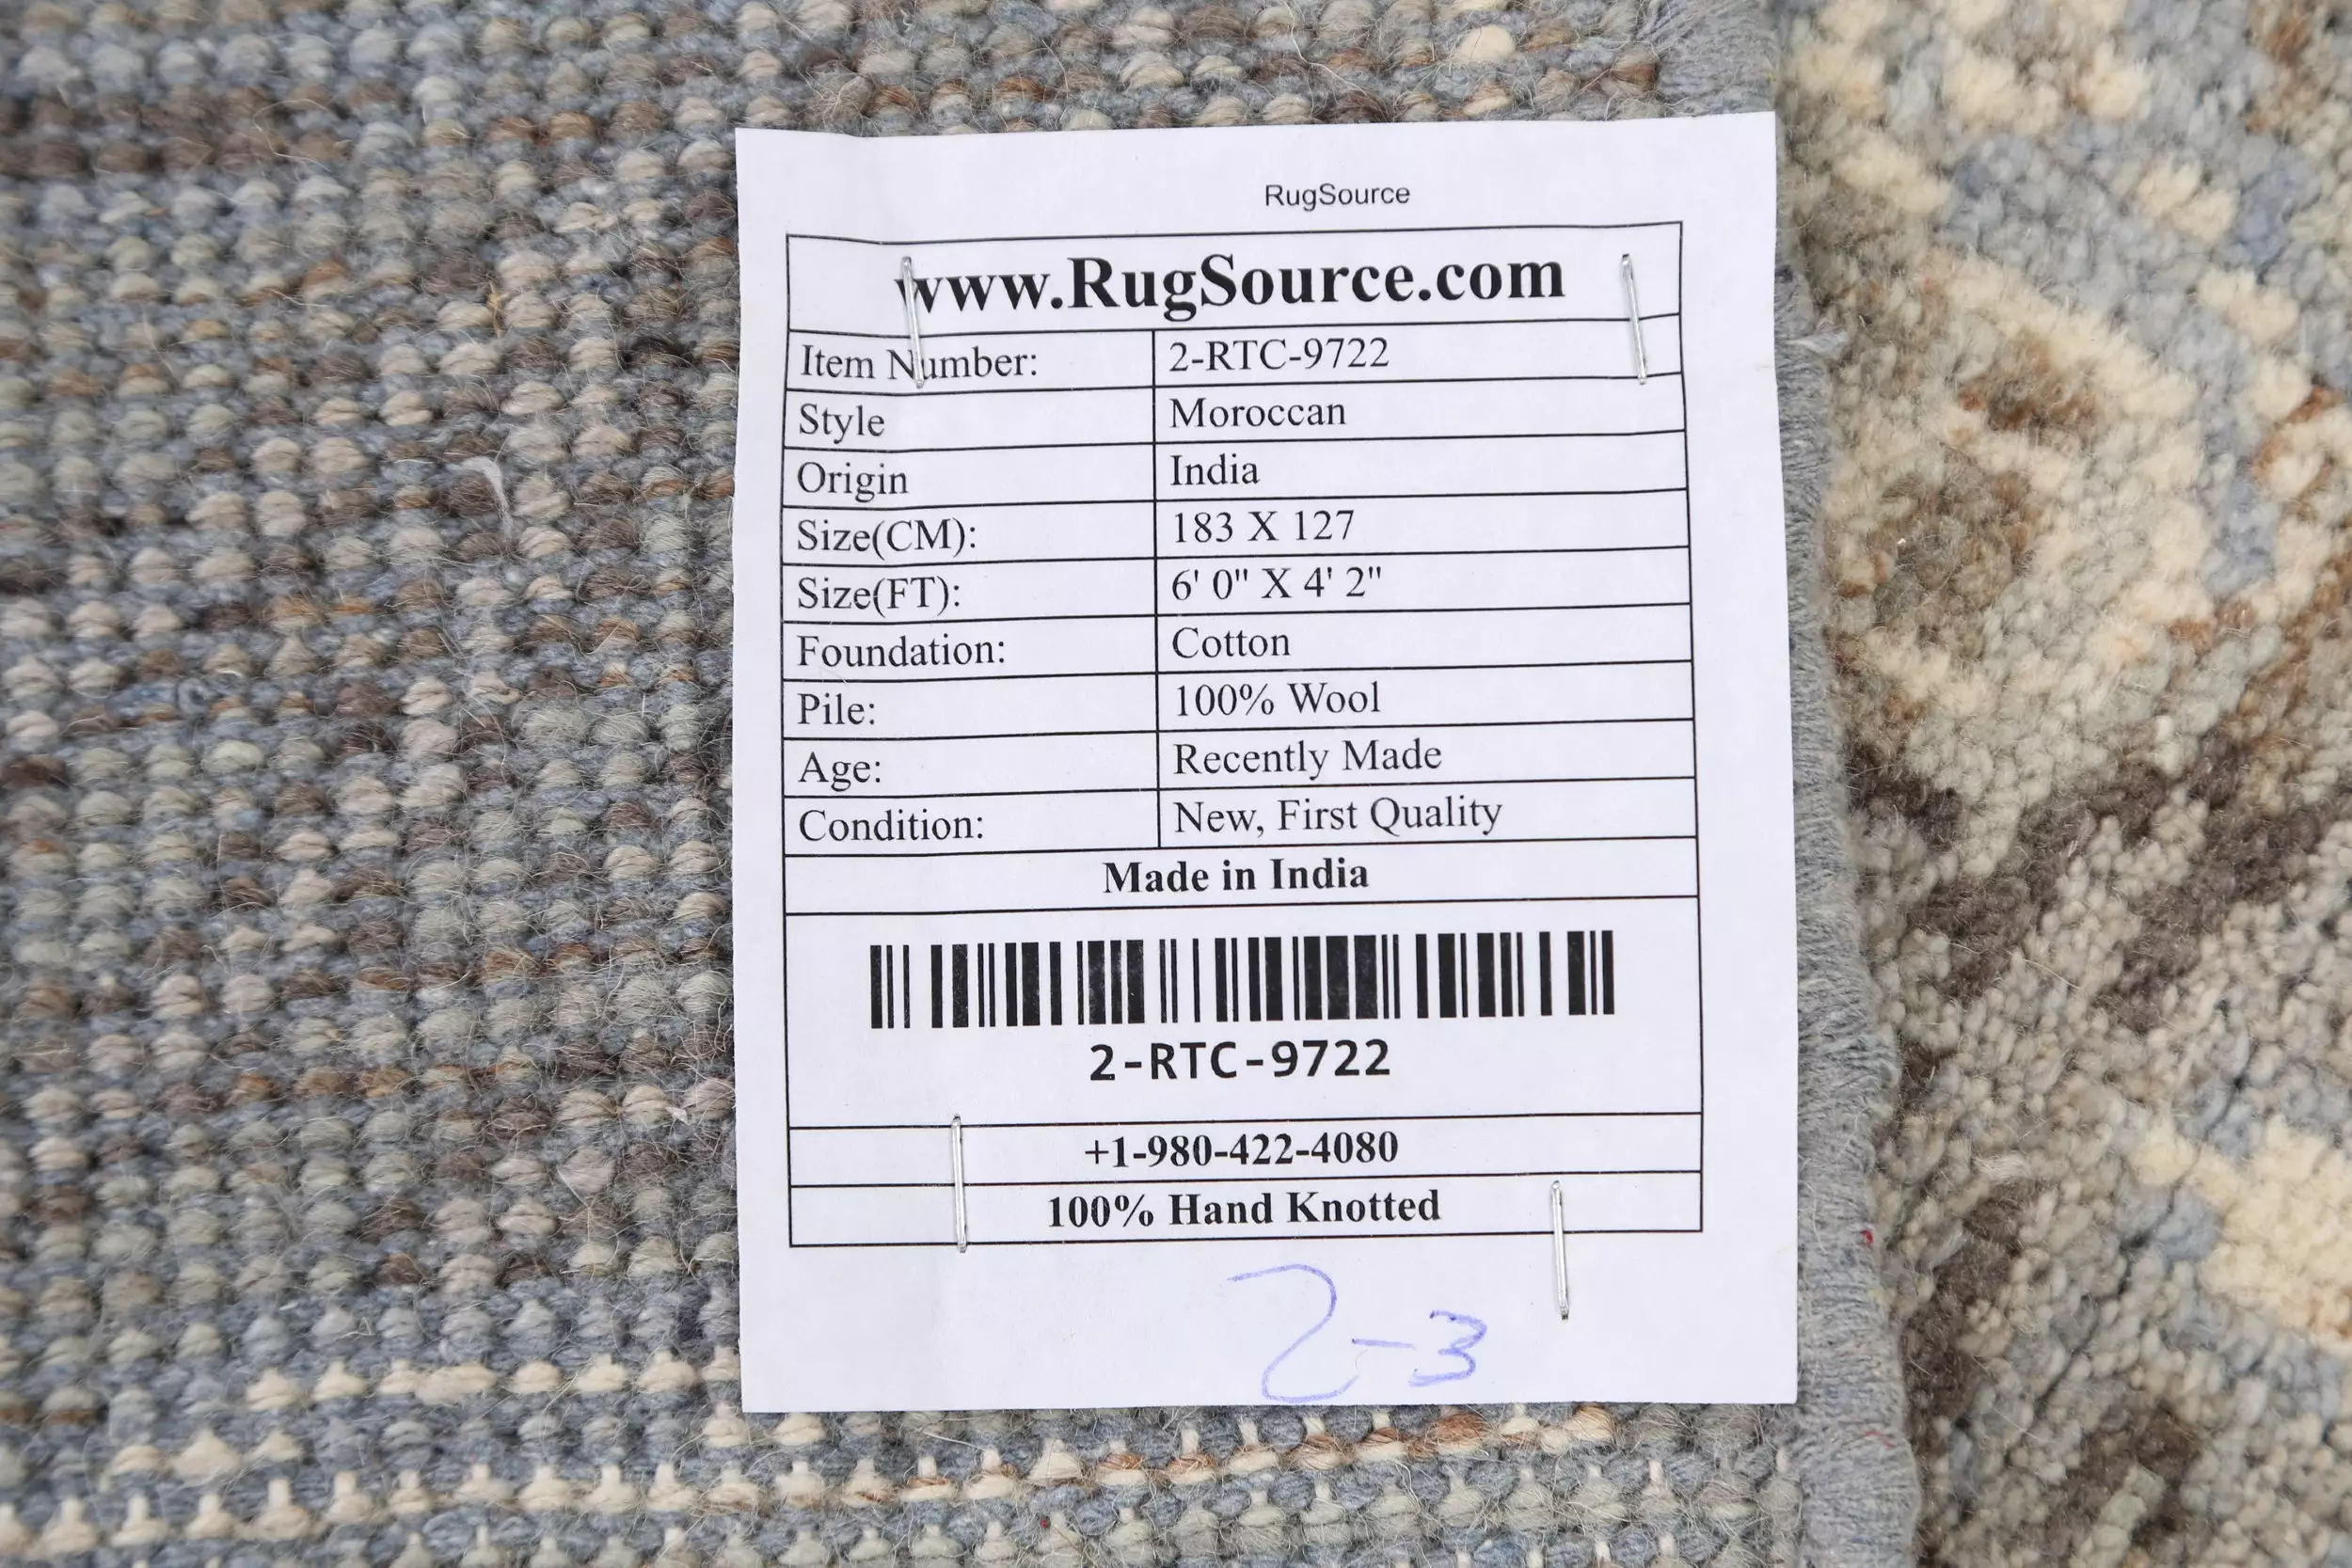 RugSource
www.RugSource.com
Item Number: 2-RTC-9722
Style Moroccan
Origin India
Size(CM): 183 X 127
Size(FT): 6' 0" X 4' 2"
Foundation: Cotton
Pile: 100% Wool
Age: Recently Made
Condition: New, First Quality
Made in India
2-RTC-9722
+1-980-422-4080
100% Hand Knotted
2-3